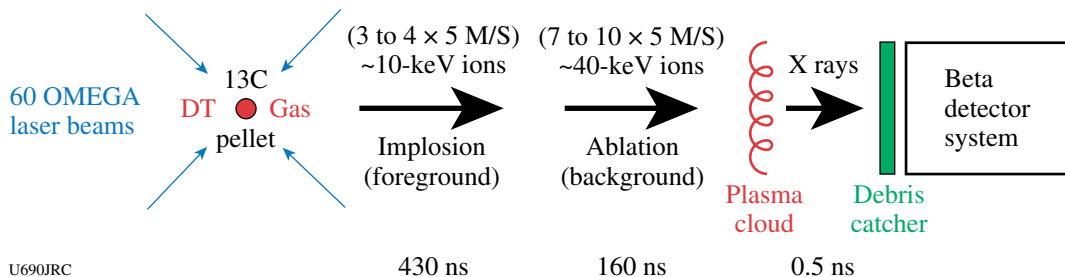 60 OMEGA
laser beams
13C
DT Gas
pellet
(3 to 4 × 5 M/S)
~10-keV ions
Implosion
(foreground)
(7 to 10 × 5 M/S)
~40-keV ions
Ablation
(background)
Plasma
cloud
X rays
Debris
catcher
Beta
detector
system
U690JRC
430 ns
160 ns
0.5 ns